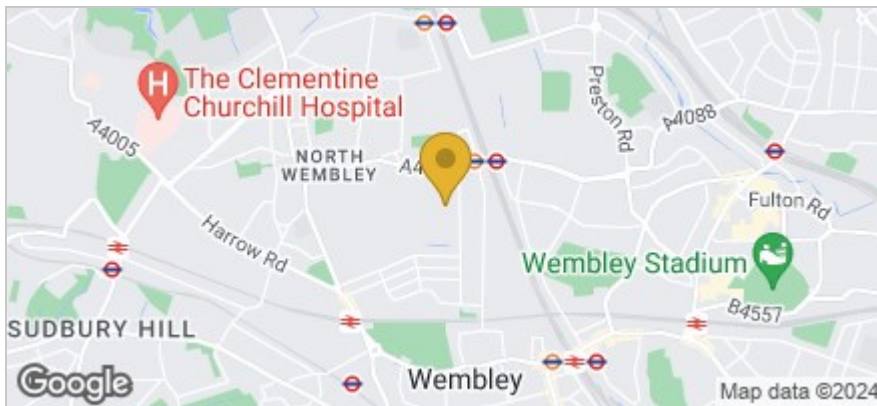 H
The Clementine
Churchill Hospital
A4005
NORTH
WEMBLEY
A4
Preston Rd
A4088
Fulton Rd
Harrow Rd
Wembley Stadium
B4557
SUDBURY HILL
Wembley
Google
Map data ©2024